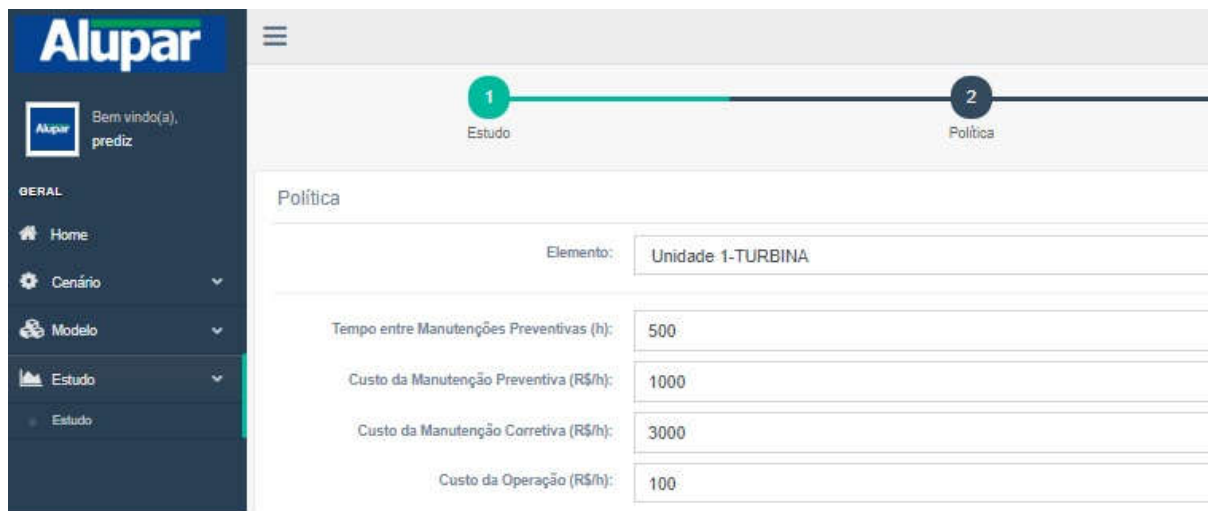 Alupar
Alupar
Bem vindo(a),
prediz
GERAL
Home
Cenário
Modelo
Estudo
Estudo
1
Estudo
2
Política
Política
Elemento:
Unidade 1-TURBINA
Tempo entre Manutenções Preventivas (h):
500
Custo da Manutenção Preventiva (R$/h):
1000
Custo da Manutenção Corretiva (R$/h):
3000
Custo da Operação (R$/h):
100